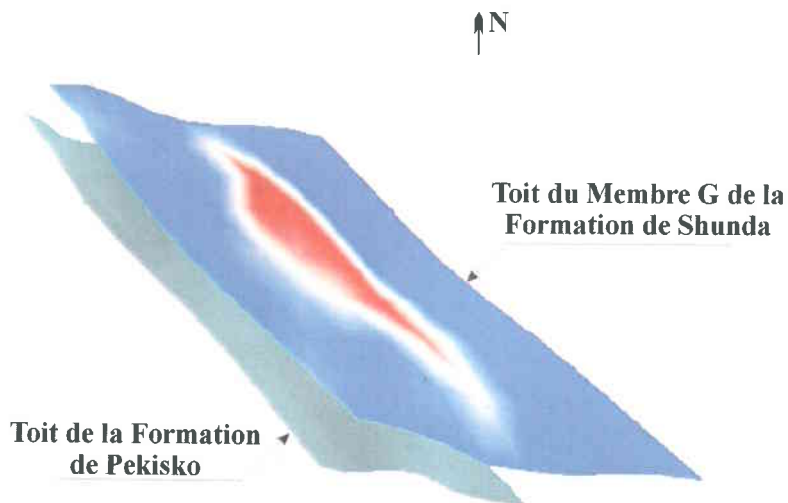 N
Toit du Membre G de la
Formation de Shunda
Toit de la Formation
de Pekisko